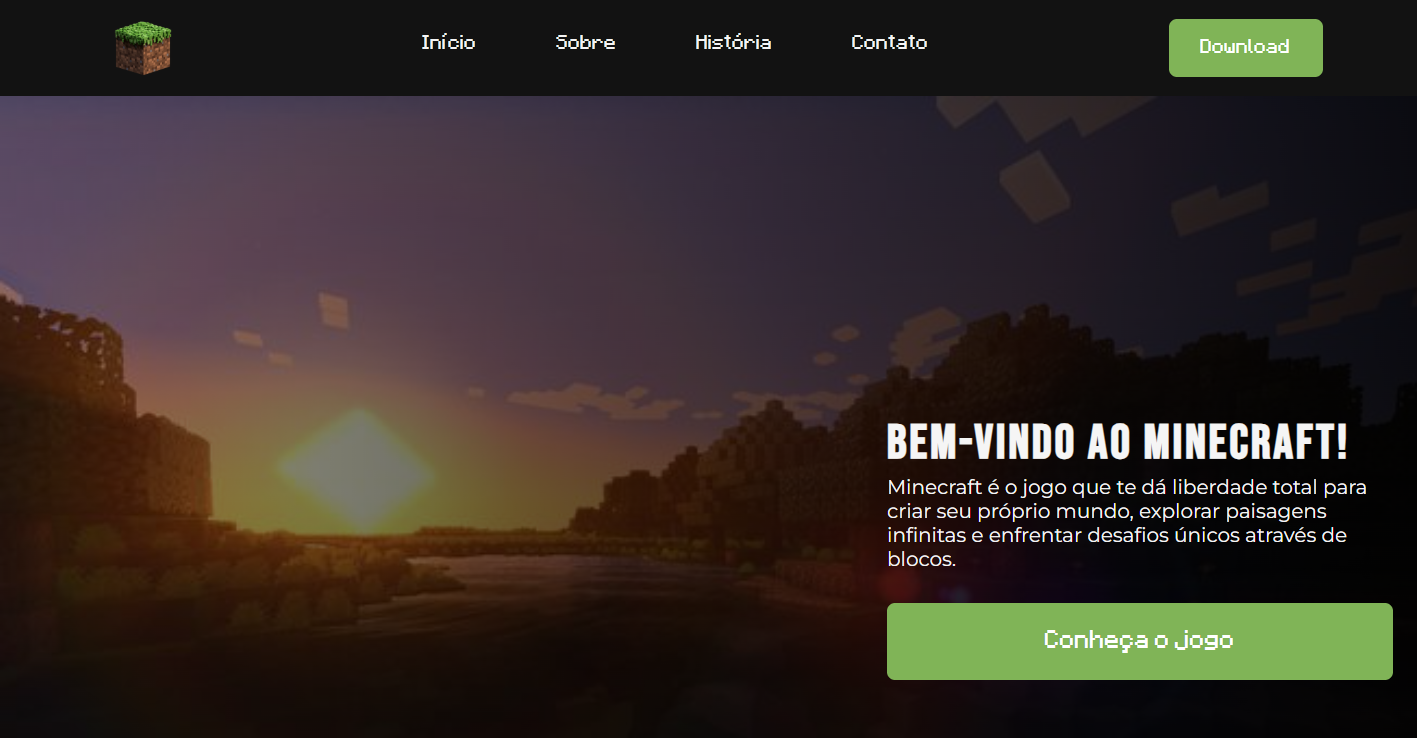 Início
Sobre
História
Contato
Download
BEM-VINDO AO MINECRAFT!
Minecraft é o jogo que te dá liberdade total para
criar seu próprio mundo, explorar paisagens
infinitas e enfrentar desafios únicos através de
blocos.
Conheça o jogo